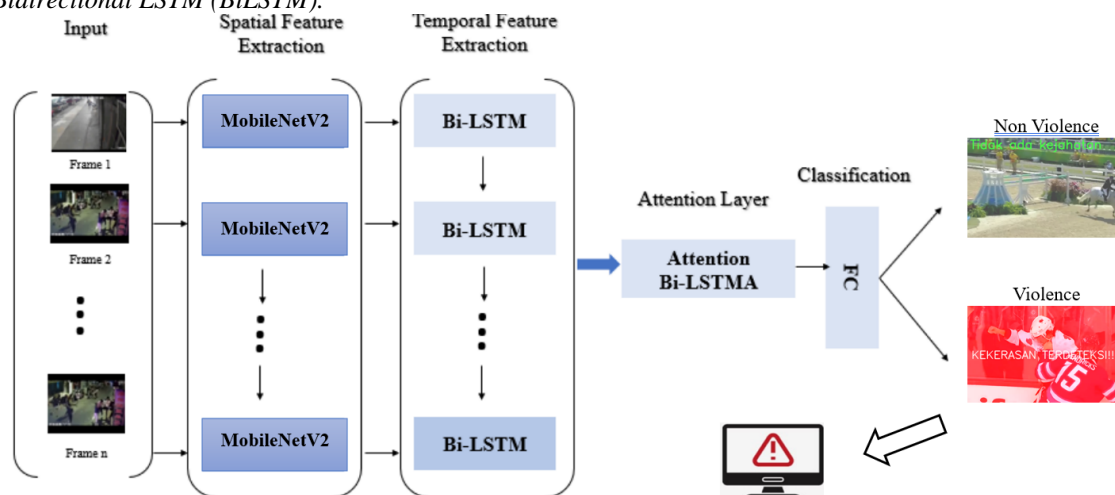 Bidirectional LSTM (BiLSTM).
Input
Spatial Feature
Extraction
Temporal Feature
Extraction
Frame 1
MobileNetV2
Bi-LSTM
Frame 2
MobileNetV2
Bi-LSTM
Frame n
MobileNetV2
Bi-LSTM
Attention Layer
Attention
Bi-LSTMA
Classification
FC
Non Violence
Tidak ada kejahatan
Violence
KEKERASAN TERDETEKSI!!!
15